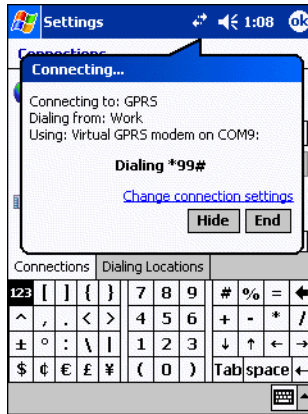 Settings
1:08
ok
Connections
Connecting...
Connecting to: GPRS
Dialing from: Work
Using: Virtual GPRS modem on COM9:
Dialing *99#
Change connection settings
Hide End
Connections Dialing Locations
123 [ ] { } 7 8 9 # % = ←
^ , . < > 4 5 6 + - * /
± ° : \ | 1 2 3 ↓ ↑ ← →
$ ¢ € £ ¥ ( 0 ) Tab space ←